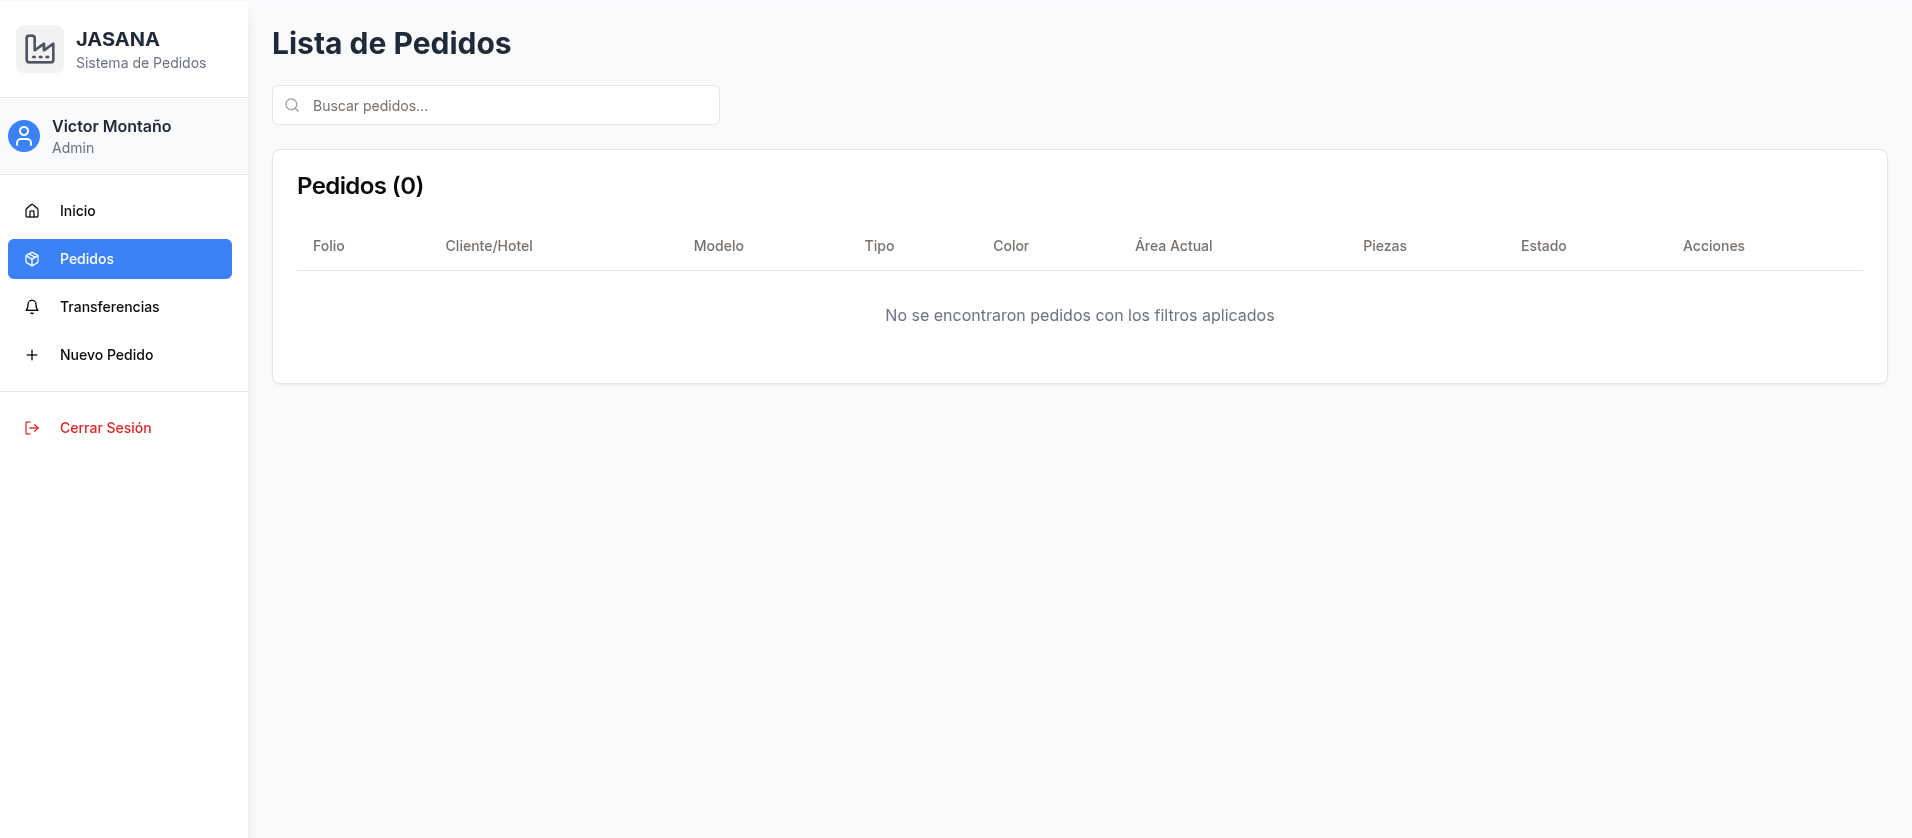 JASANA
Sistema de Pedidos
Victor Montaño
Admin
Inicio
Pedidos
Transferencias
Nuevo Pedido
Cerrar Sesión
Lista de Pedidos
Buscar pedidos...
Pedidos (0)
Folio Cliente/Hotel Modelo Tipo Color Área Actual Piezas Estado Acciones
No se encontraron pedidos con los filtros aplicados